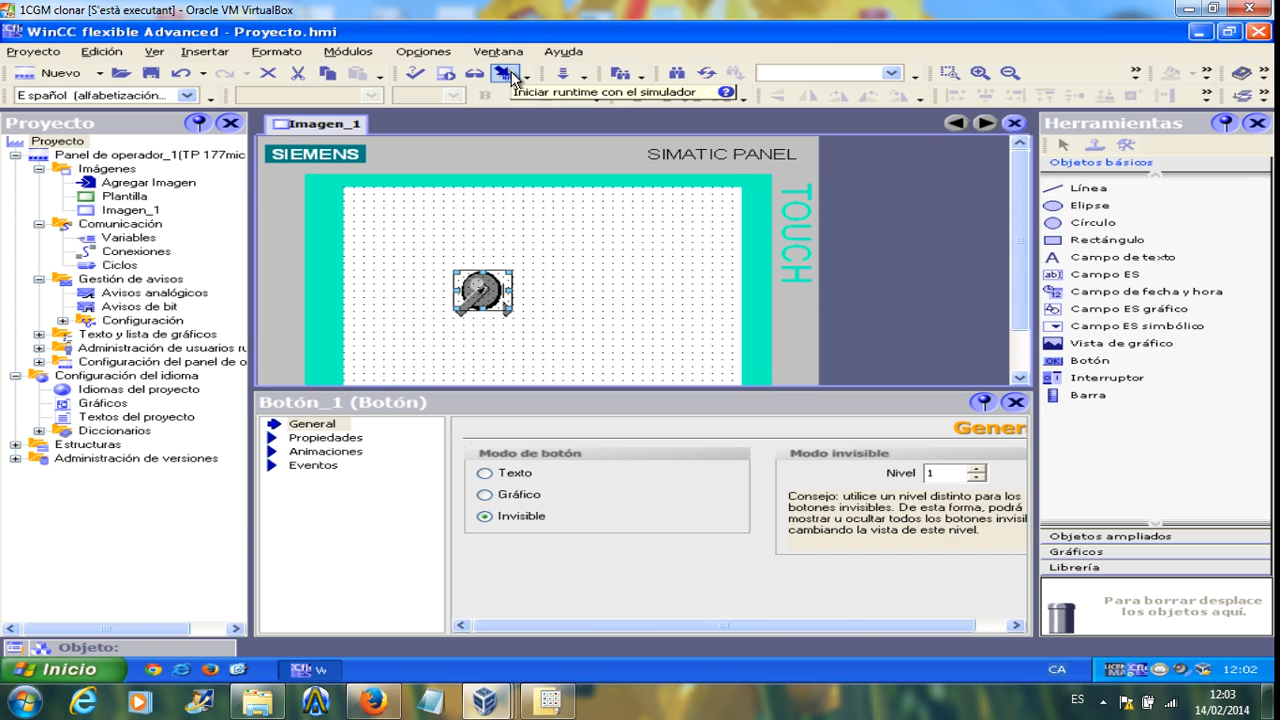 1CGM clonar [S'està executant] - Oracle VM VirtualBox
WinCC flexible Advanced - Proyecto.hmi
Proyecto Edición Ver Insertar Formato Módulos Opciones Ventana Ayuda
Nuevo
Español (alfabetización...
B
Iniciar runtime con el simulador
Proyecto
Proyecto
Panel de operador_1(TP 177mic
Imágenes
Agregar Imagen
Plantilla
Imagen_1
Comunicación
Variables
Conexiones
Ciclos
Gestión de avisos
Avisos analógicos
Avisos de bit
Configuración
Texto y lista de gráficos
Administración de usuarios ru
Configuración del panel de o
Configuración del idioma
Idiomas del proyecto
Gráficos
Textos del proyecto
Diccionarios
Estructuras
Administración de versiones
Objeto:
Imagen_1
SIEMENS
SIMATIC PANEL
TOUCH
Botón_1 (Botón)
General
Propiedades
Animaciones
Eventos
Gener
Modo de botón
Texto
Gráfico
Invisible
Modo invisible
Nivel 1
Consejo: utilice un nivel distinto para los
botones invisibles. De esta forma, podrá
mostrar u ocultar todos los botones invisil
cambiando la vista de este nivel.
Herramientas
Objetos básicos
Línea
Elipse
Círculo
Rectángulo
Campo de texto
Campo ES
Campo de fecha y hora
Campo ES gráfico
Campo ES simbólico
Vista de gráfico
Botón
Interruptor
Barra
Objetos ampliados
Gráficos
Librería
Para borrar desplace
los objetos aquí.
Inicio
CA
12:02
ES
12:03
14/02/2014